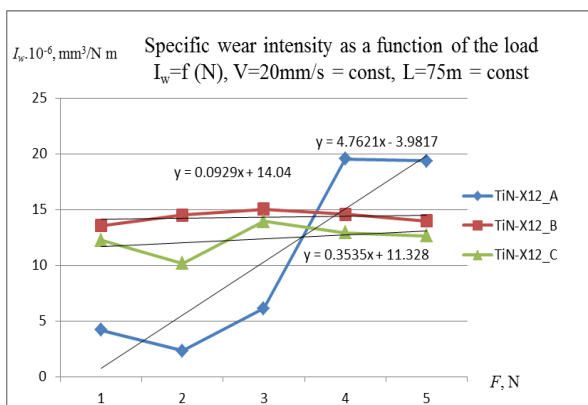 I_w.10⁻⁶, mm³/N m
Specific wear intensity as a function of the load
I_w=f (N), V=20mm/s = const, L=75m = const
25
20
15
10
5
0
y = 4.7621x - 3.9817
y = 0.0929x + 14.04
y = 0.3535x + 11.328
TiN-X12_A
TiN-X12_B
TiN-X12_C
1 2 3 4 5
F, N